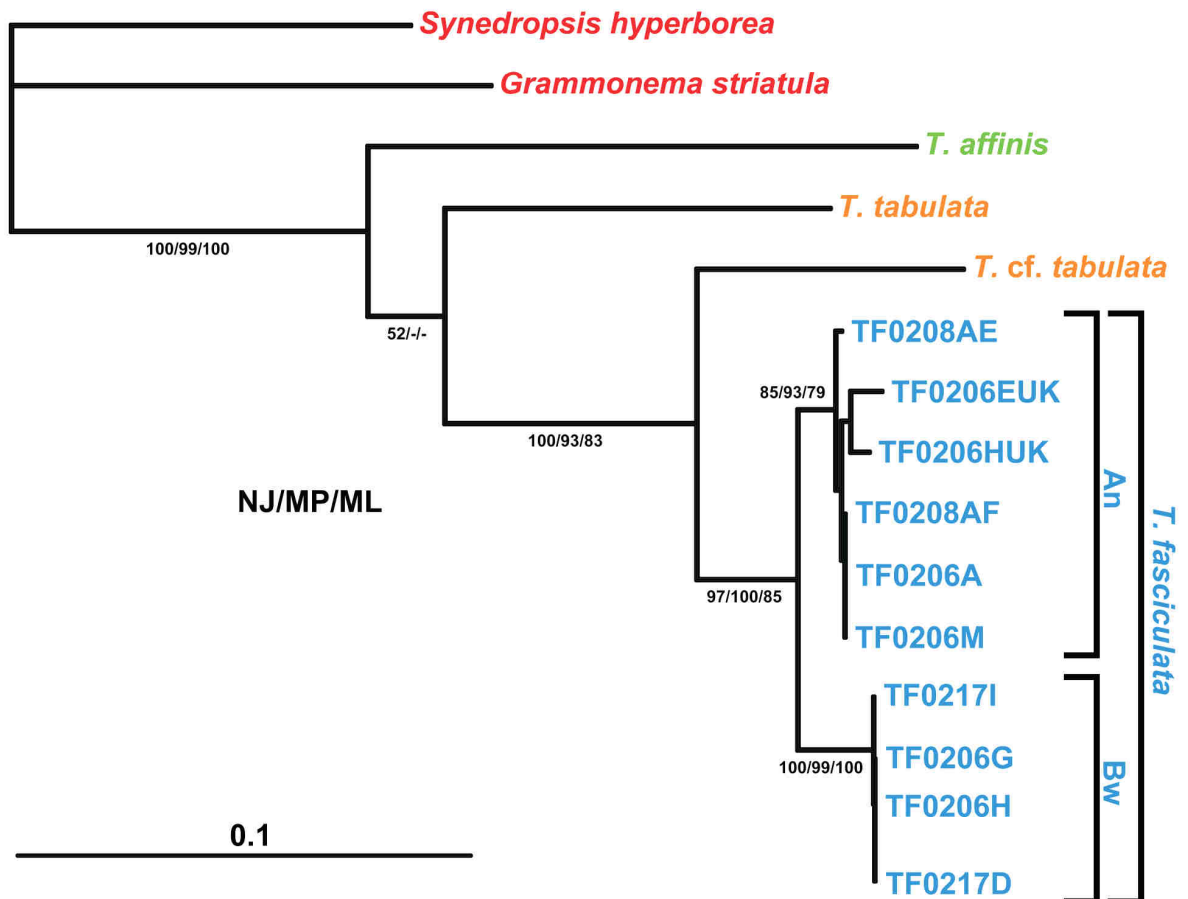 Synedropsis hyperborea
Grammonema striatula
T. affinis
T. tabulata
100/99/100
T. cf. tabulata
52/-/-
TF0208AE
85/93/79
TF0206EUK
100/93/83
TF0206HUK
An
NJ/MP/ML
TF0208AF
T. fasciculata
TF0206A
97/100/85
TF0206M
TF0217I
TF0206G
100/99/100
Bw
TF0206H
0.1
TF0217D